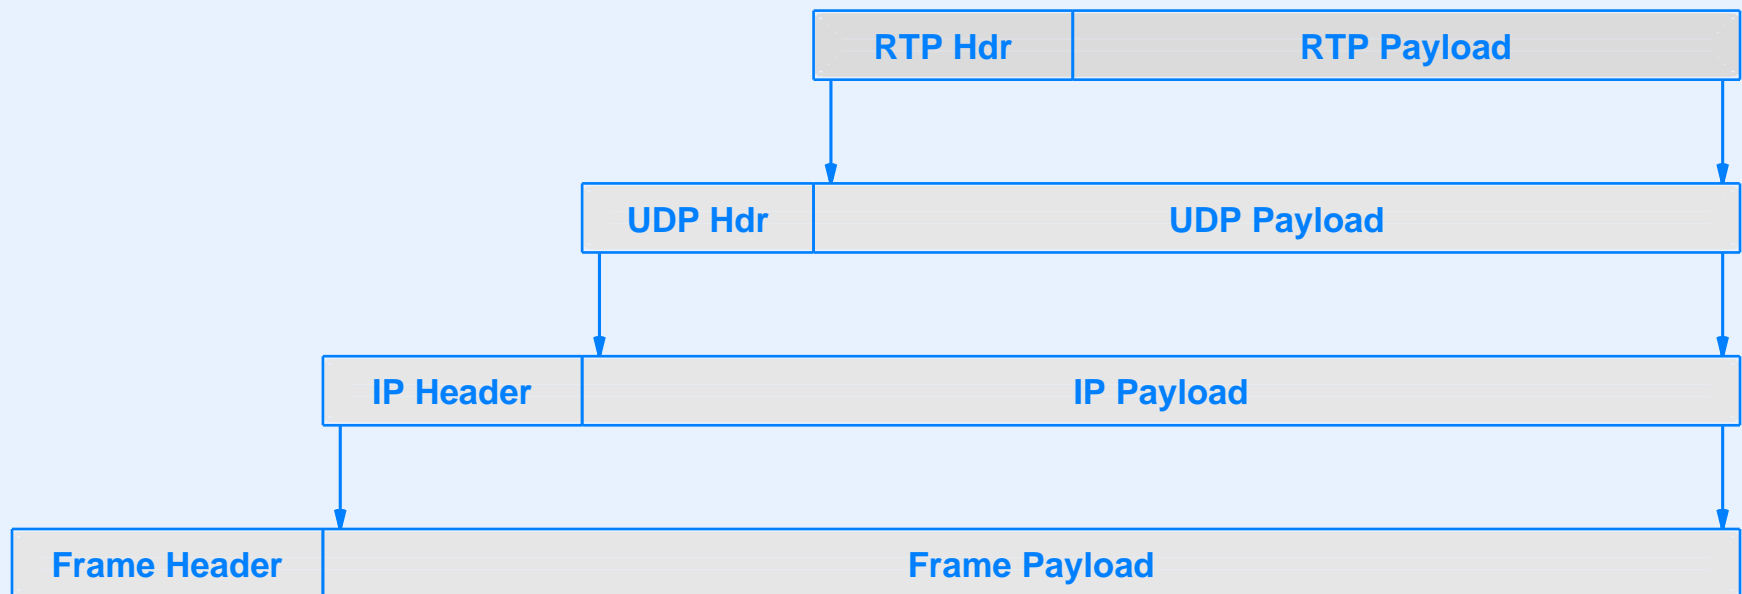 RTP Hdr RTP Payload
UDP Hdr UDP Payload
IP Header IP Payload
Frame Header Frame Payload